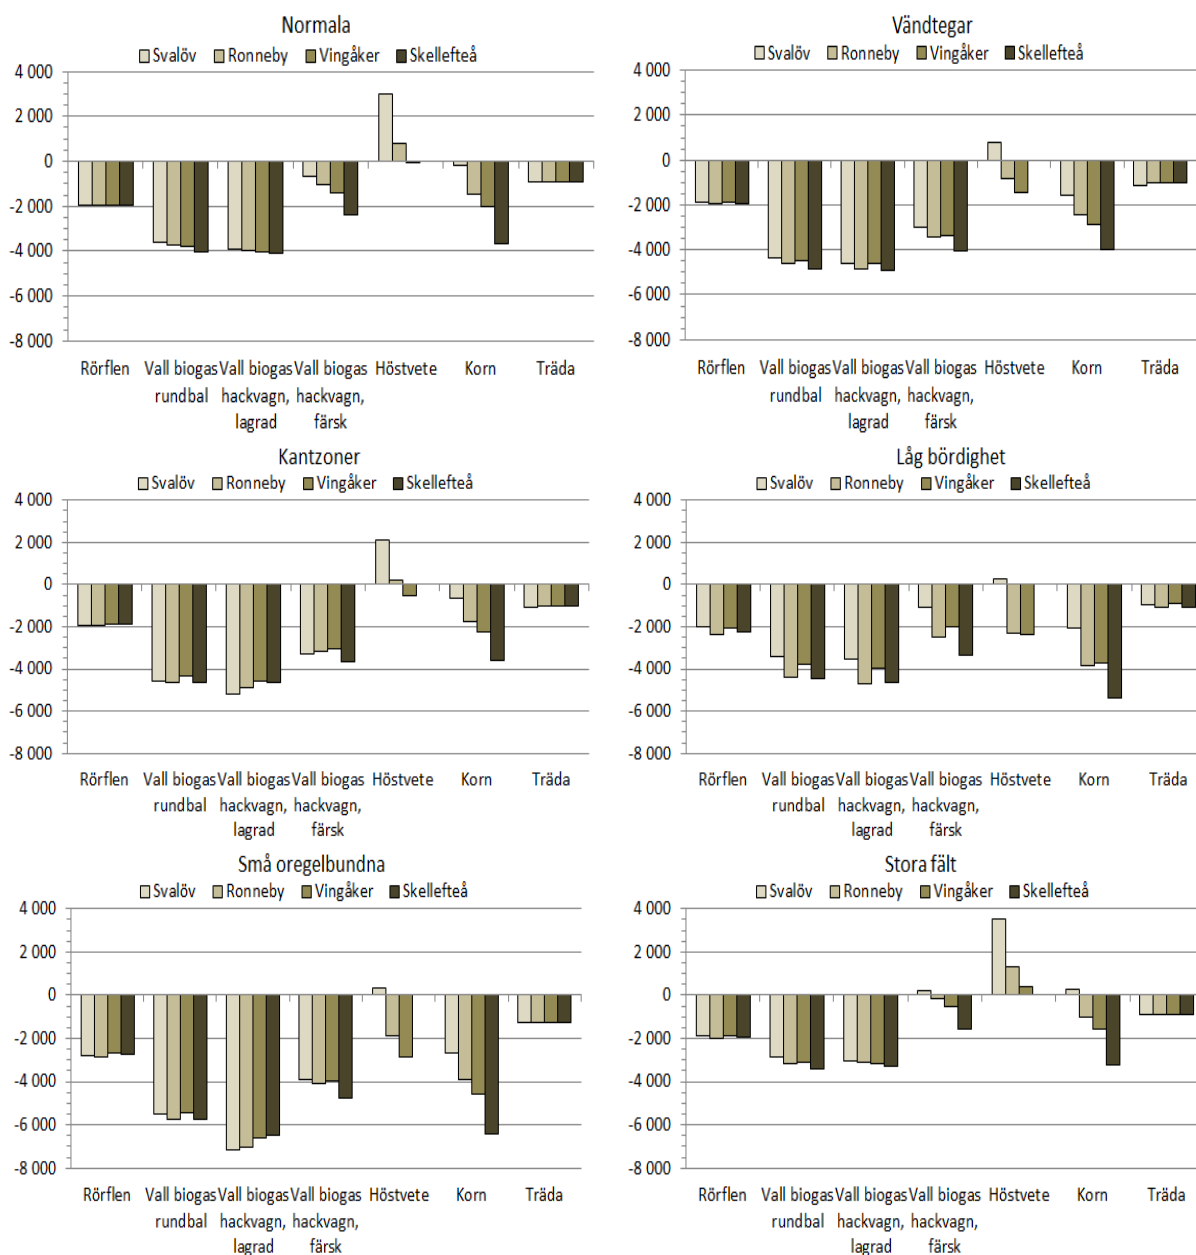 Normala
Svalöv Ronneby Vingåker Skellefteå
4 000
2 000
0
-2 000
-4 000
-6 000
-8 000
Rörflen Vall biogas Vall biogas Vall biogas Höstvete Korn Träda
rundbal hackvagn, hackvagn,
lagrad färsk
Vändtegar
Svalöv Ronneby Vingåker Skellefteå
4 000
2 000
0
-2 000
-4 000
-6 000
-8 000
Rörflen Vall biogas Vall biogas Vall biogas Höstvete Korn Träda
rundbal hackvagn, hackvagn,
lagrad färsk
Kantzoner
Svalöv Ronneby Vingåker Skellefteå
4 000
2 000
0
-2 000
-4 000
-6 000
-8 000
Rörflen Vall biogas Vall biogas Vall biogas Höstvete Korn Träda
rundbal hackvagn, hackvagn,
lagrad färsk
Låg bördighet
Svalöv Ronneby Vingåker Skellefteå
4 000
2 000
0
-2 000
-4 000
-6 000
-8 000
Rörflen Vall biogas Vall biogas Vall biogas Höstvete Korn Träda
rundbal hackvagn, hackvagn,
lagrad färsk
Små oregelbundna
Svalöv Ronneby Vingåker Skellefteå
4 000
2 000
0
-2 000
-4 000
-6 000
-8 000
Rörflen Vall biogas Vall biogas Vall biogas Höstvete Korn Träda
rundbal hackvagn, hackvagn,
lagrad färsk
Stora fält
Svalöv Ronneby Vingåker Skellefteå
4 000
2 000
0
-2 000
-4 000
-6 000
-8 000
Rörflen Vall biogas Vall biogas Vall biogas Höstvete Korn Träda
rundbal hackvagn, hackvagn,
lagrad färsk